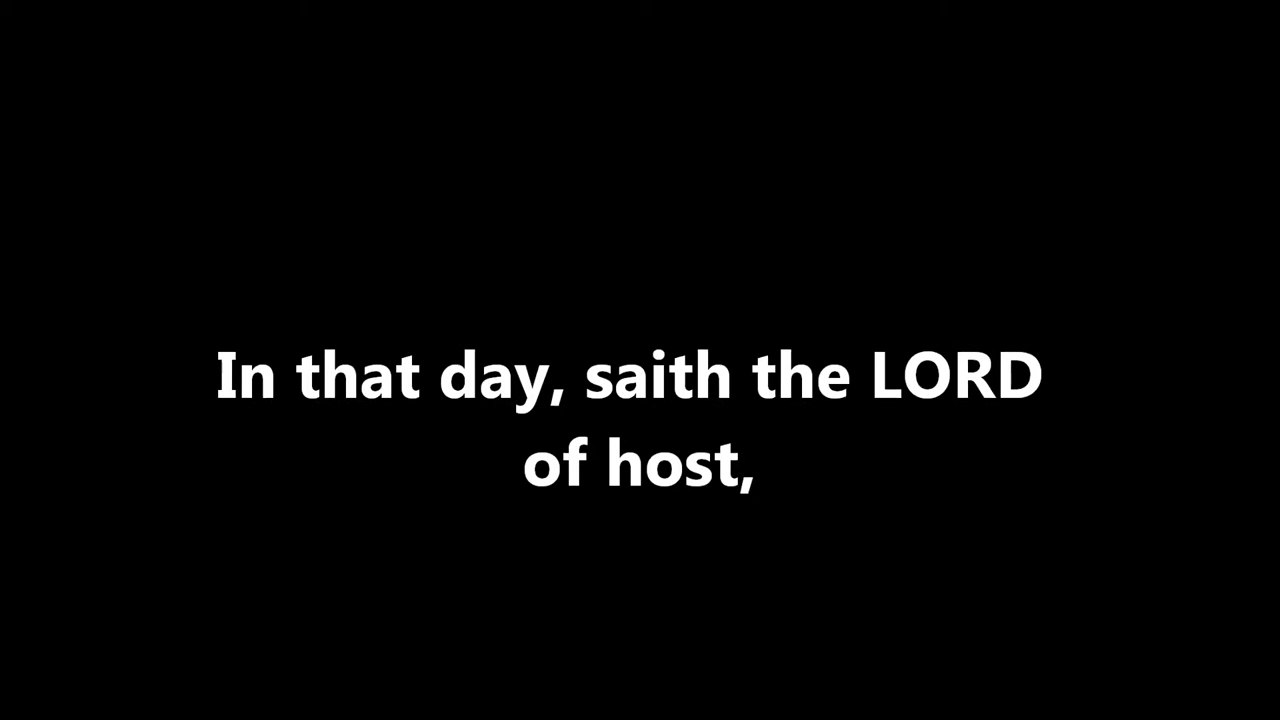 In that day, saith the LORD
of host,